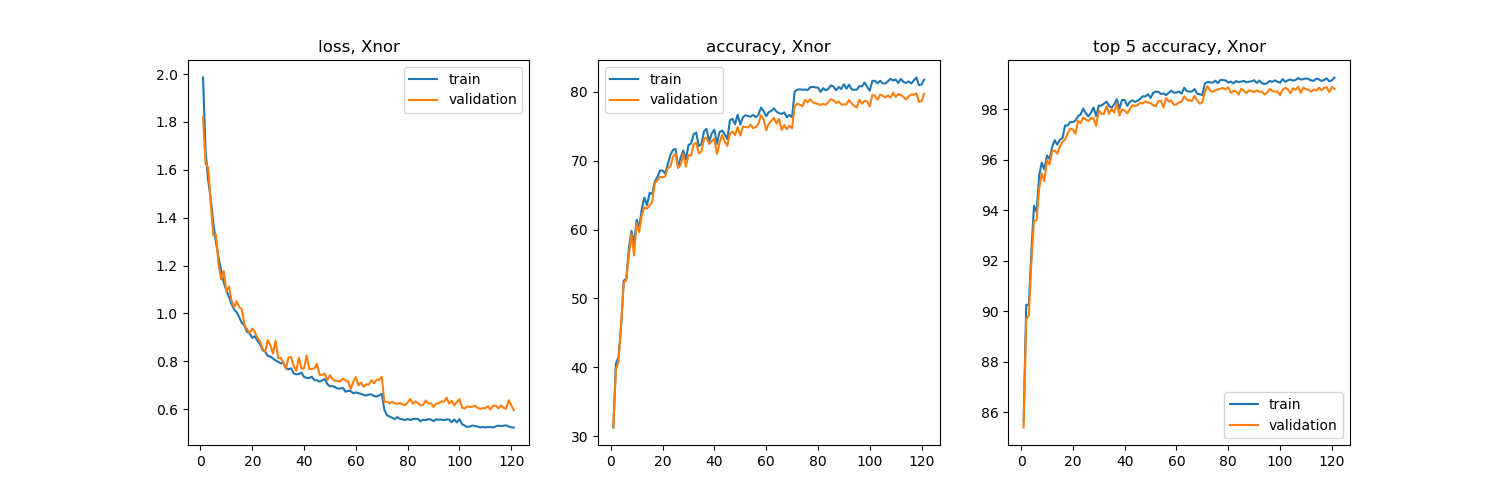 loss, Xnor
2.0
1.8
1.6
1.4
1.2
1.0
0.8
0.6
0 20 40 60 80 100 120
train
validation
accuracy, Xnor
80
70
60
50
40
30
0 20 40 60 80 100 120
train
validation
top 5 accuracy, Xnor
98
96
94
92
90
88
86
0 20 40 60 80 100 120
train
validation